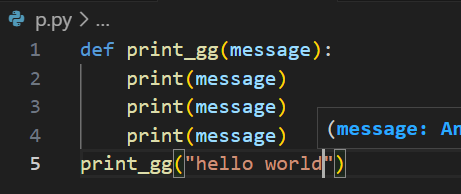 p.py > ...
1 def print_gg(message):
2     print(message)
3     print(message)
4     print(message)
(message: An
5 print_gg("hello world")